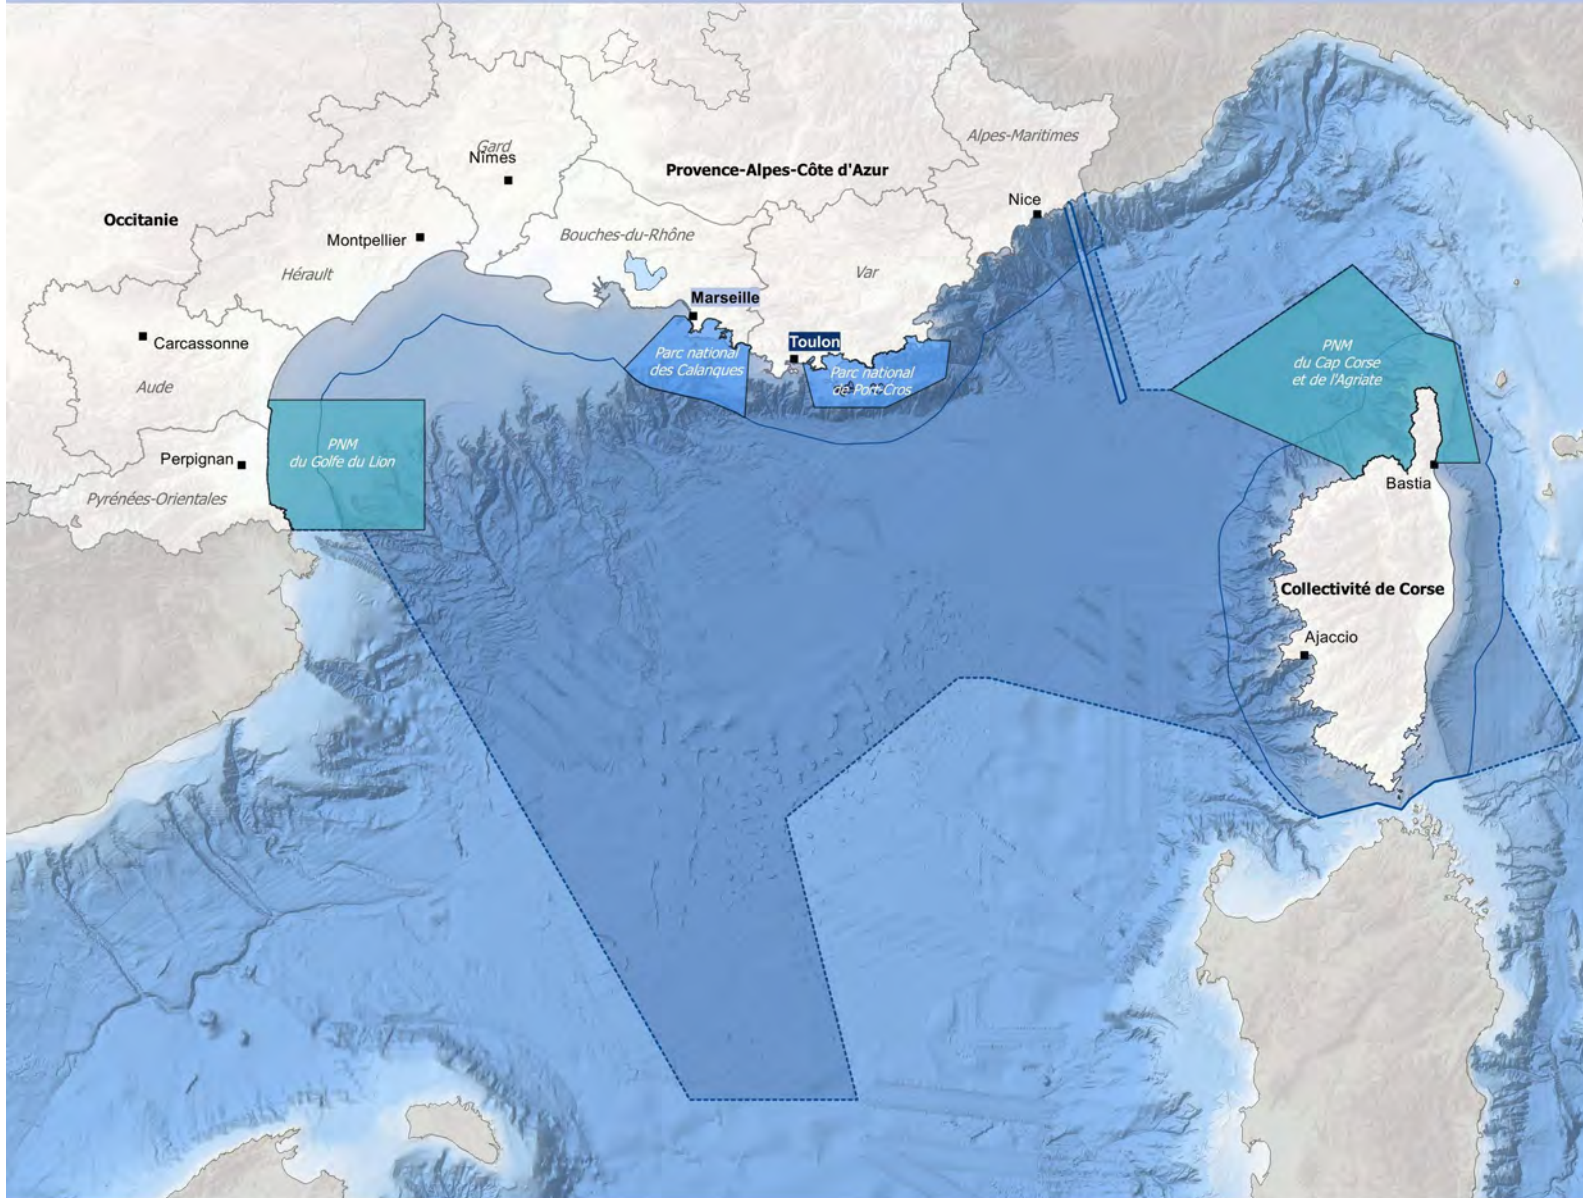 Alpes-Maritimes
Gard
Nîmes
Provence-Alpes-Côte d'Azur
Nice
Occitanie
Montpellier
Bouches-du-Rhône
Hérault
Var
Marseille
Carcassonne
Toulon
Parc national
des Calanques
Parc national
de Port-Cros
PNM
du Cap Corse
et de l'Agriate
Aude
PNM
du Golfe du Lion
Perpignan
Pyrénées-Orientales
Bastia
Collectivité de Corse
Ajaccio